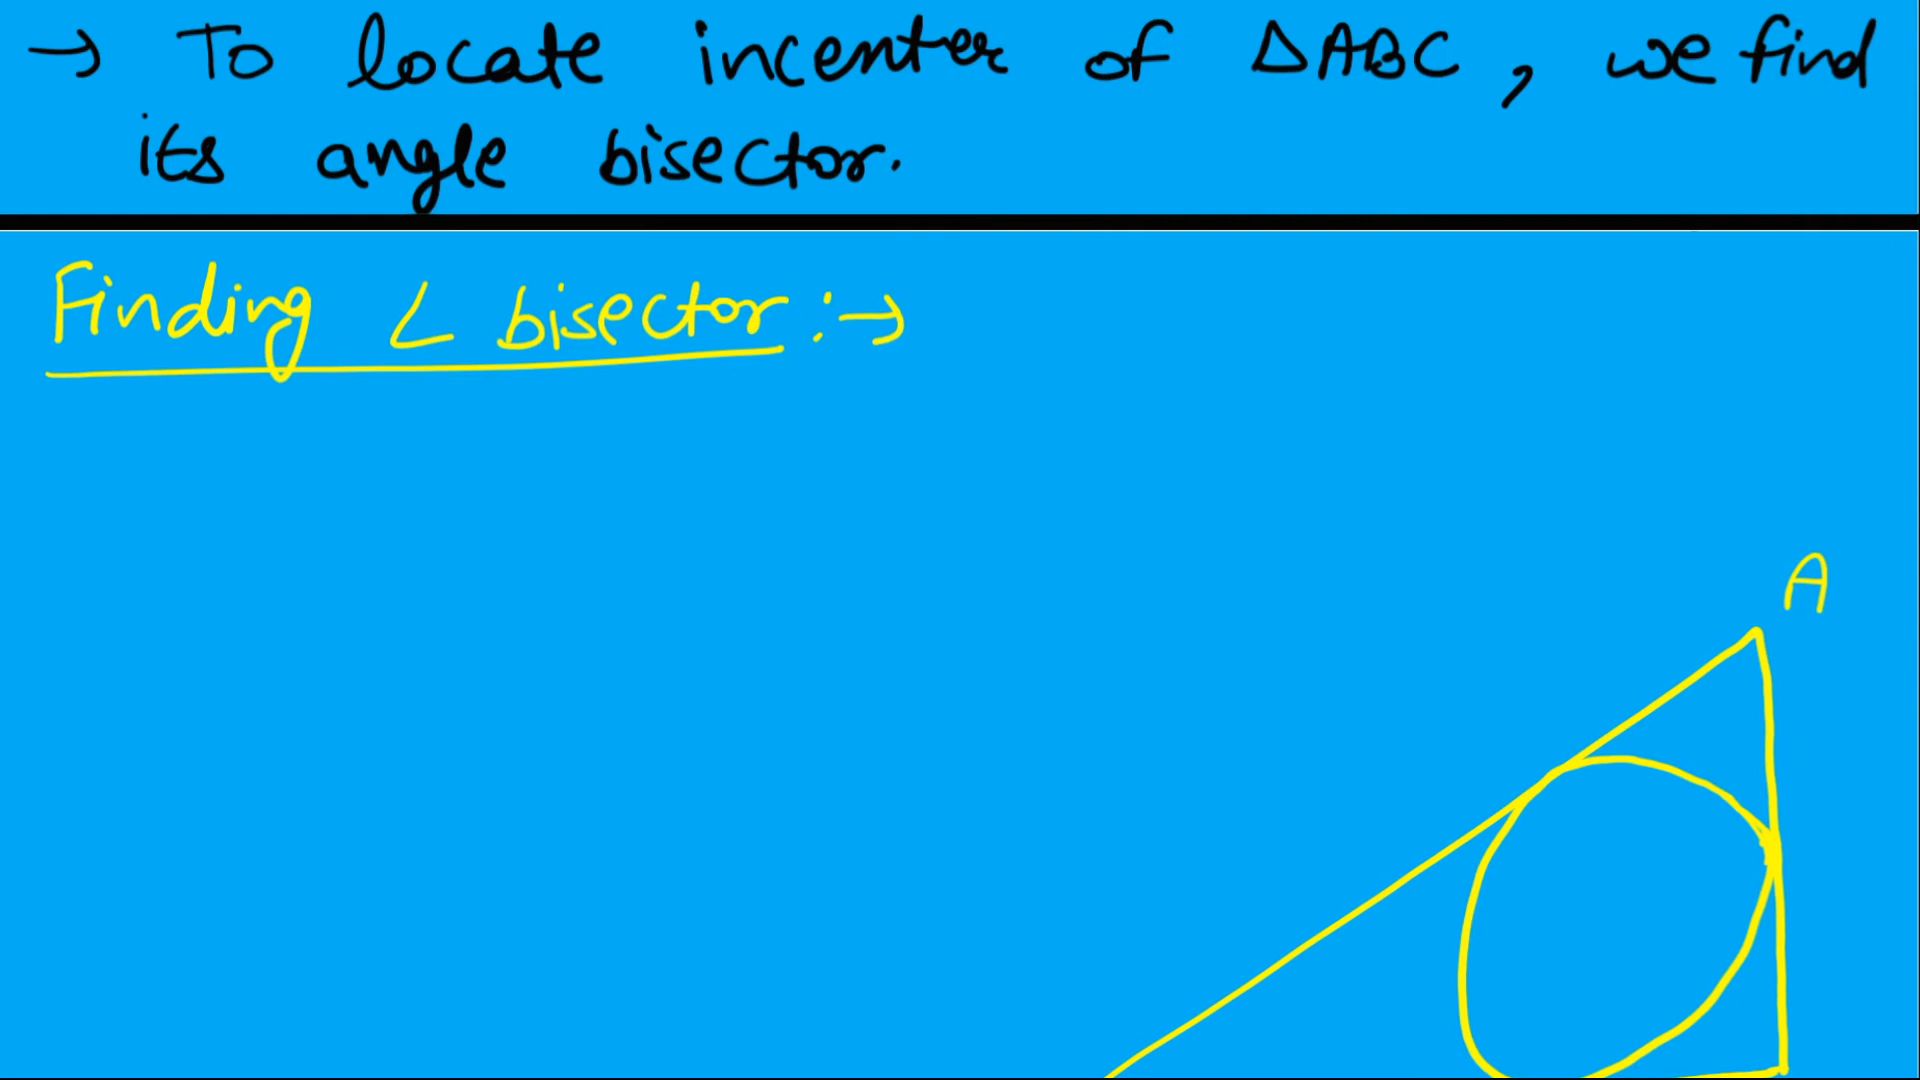 → To locate incenter of ΔABC, we find
its angle bisector.
Finding ∠ bisector :→
A